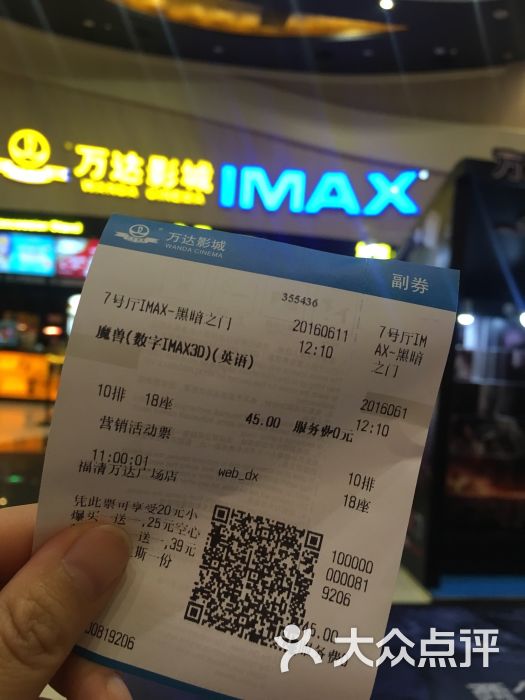 万达影城 IMAX
WANDA CINEMA
万达影城
WANDA CINEMA
副券
355436
7号厅IMAX-黑暗之门
20160611
12:10
魔兽(数字IMAX3D)(英语)
10排 18座
45.00 服务费0元
营销活动票
11:00:01
福清万达广场店
web_dx
凭此票可享受20元小
爆买一送一,25元空心
送一,39元
斯一份
00819206
7号厅IM
AX-黑暗
之门
2016061
12:10
10排
18座
100000
000081
9206
45.00
大众点评